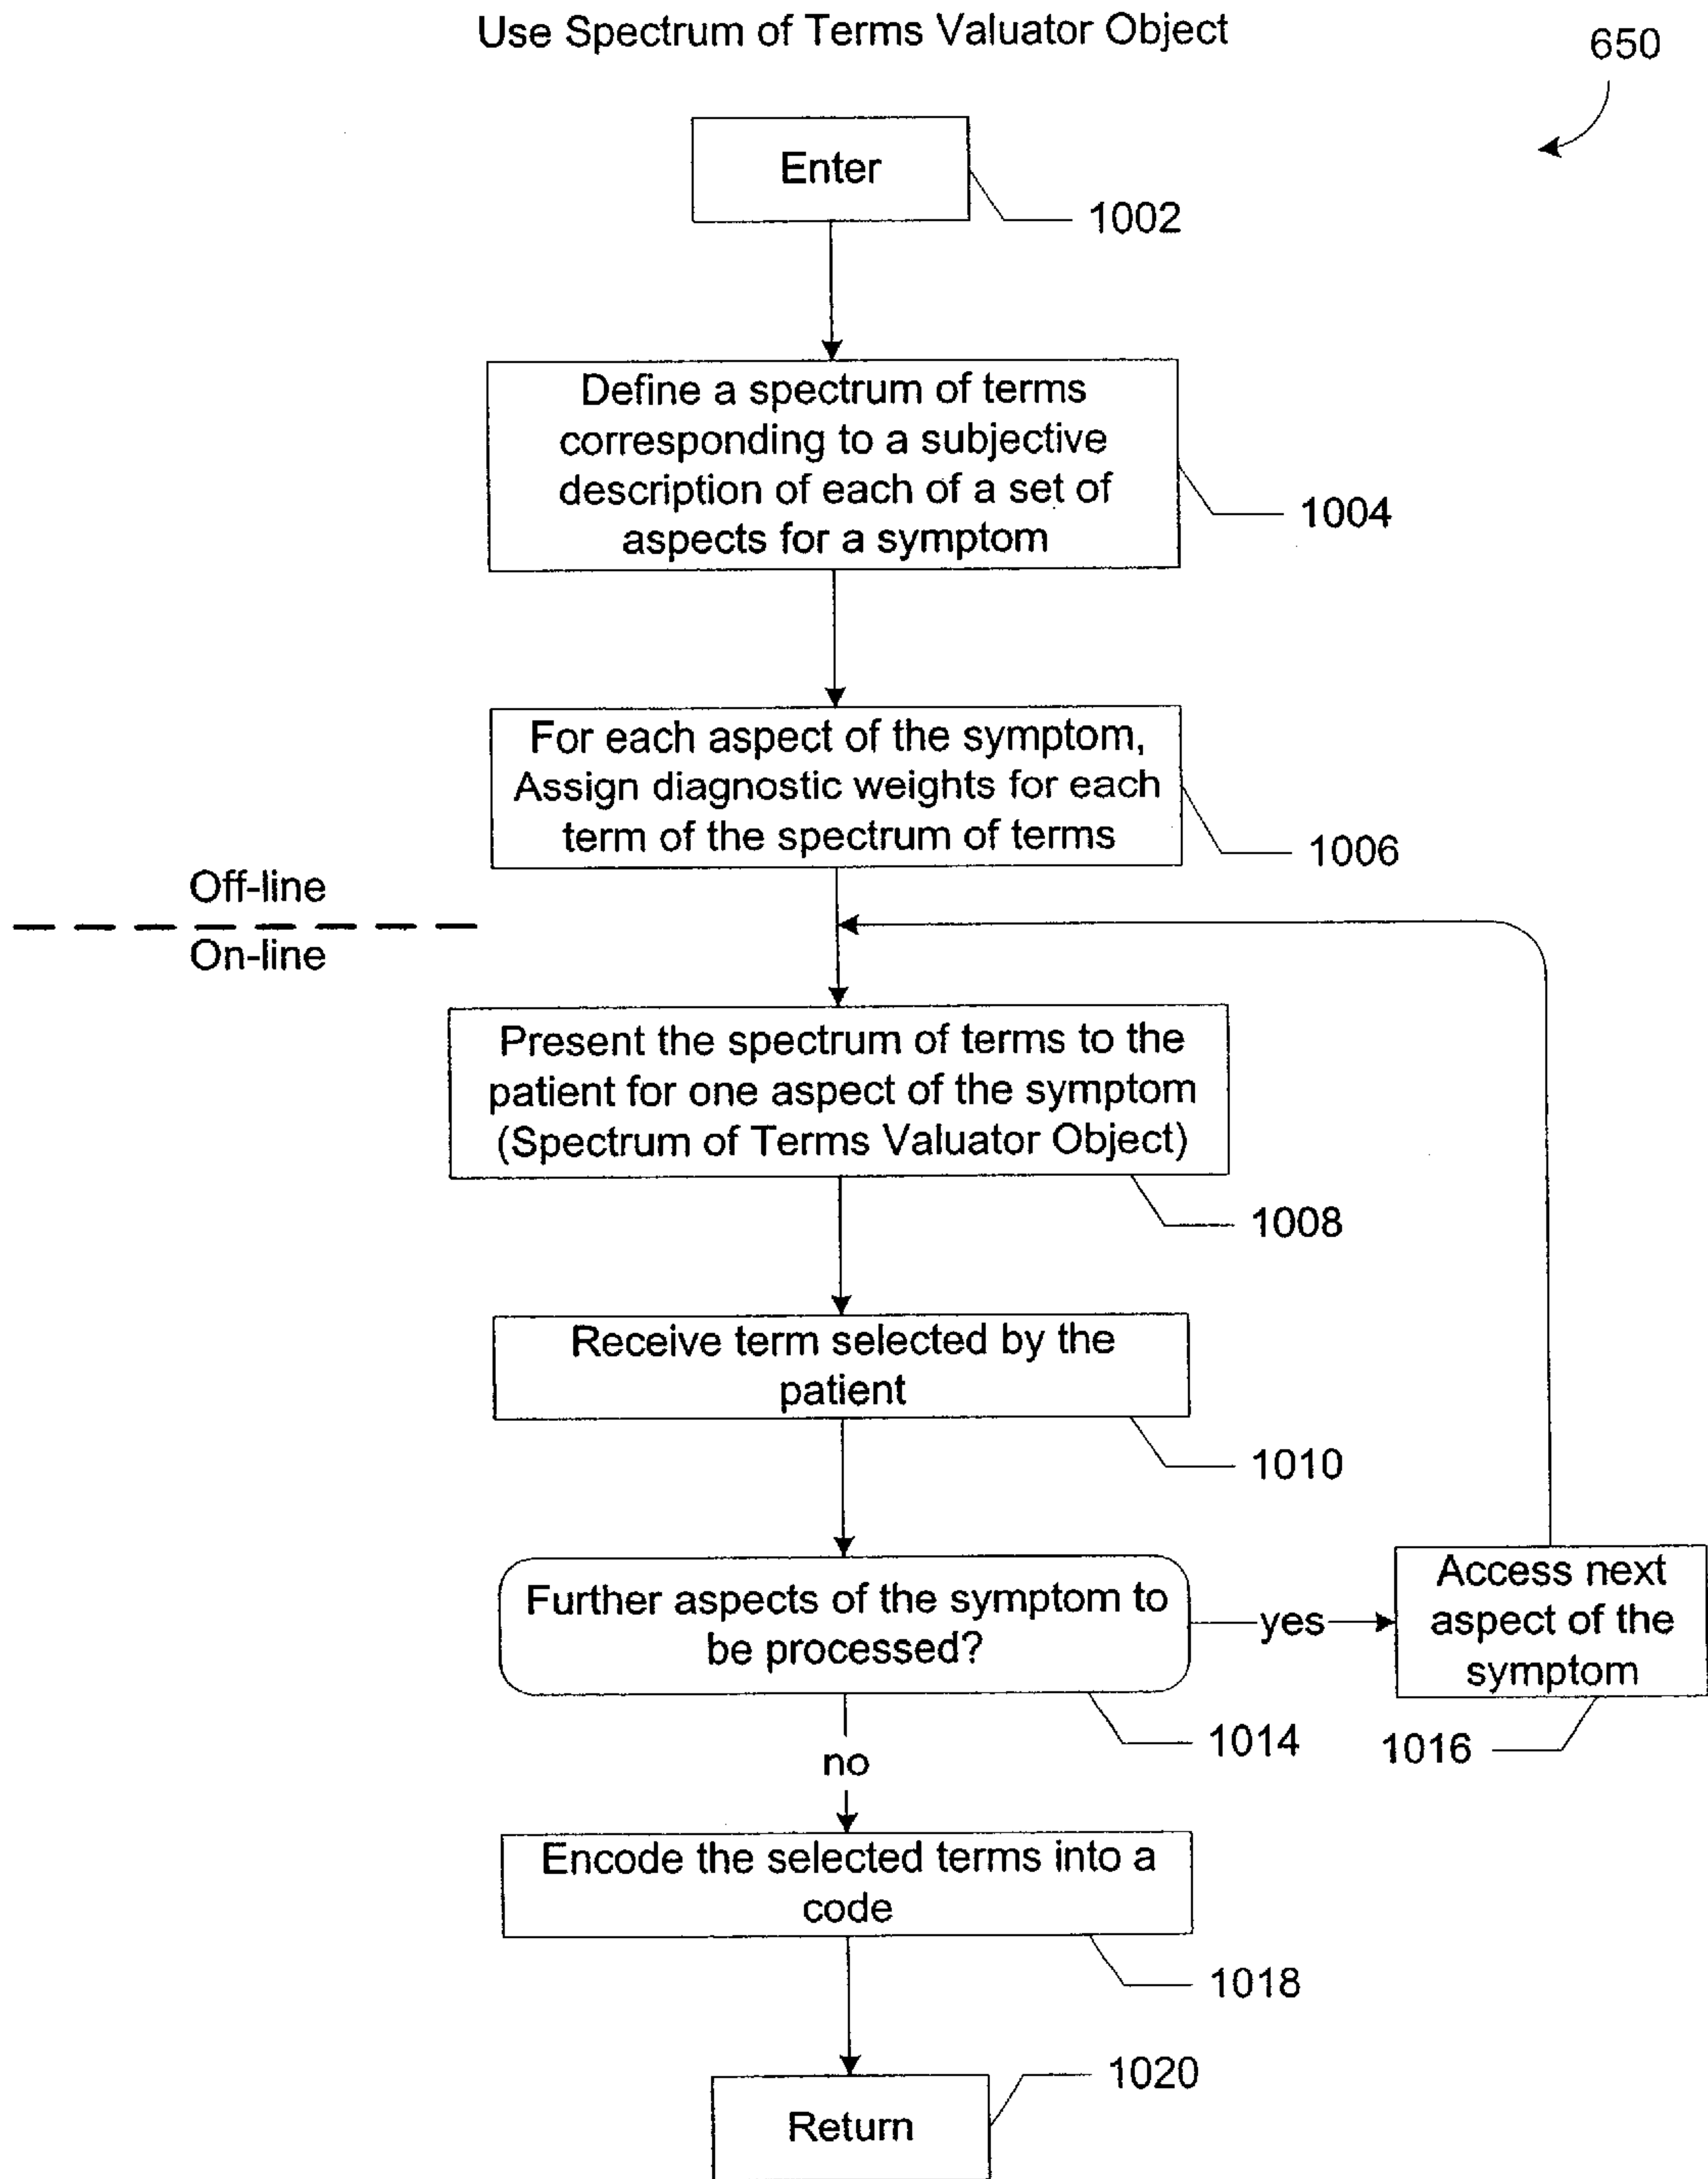 Use Spectrum of Terms Valuator Object
650
Enter
1002
Define a spectrum of terms
corresponding to a subjective
description of each of a set of
aspects for a symptom
1004
For each aspect of the symptom,
Assign diagnostic weights for each
term of the spectrum of terms
1006
Off-line
On-line
Present the spectrum of terms to the
patient for one aspect of the symptom
(Spectrum of Terms Valuator Object)
1008
Receive term selected by the
patient
1010
Further aspects of the symptom to
be processed?
yes
Access next
aspect of the
symptom
1014
1016
no
Encode the selected terms into a
code
1018
1020
Return